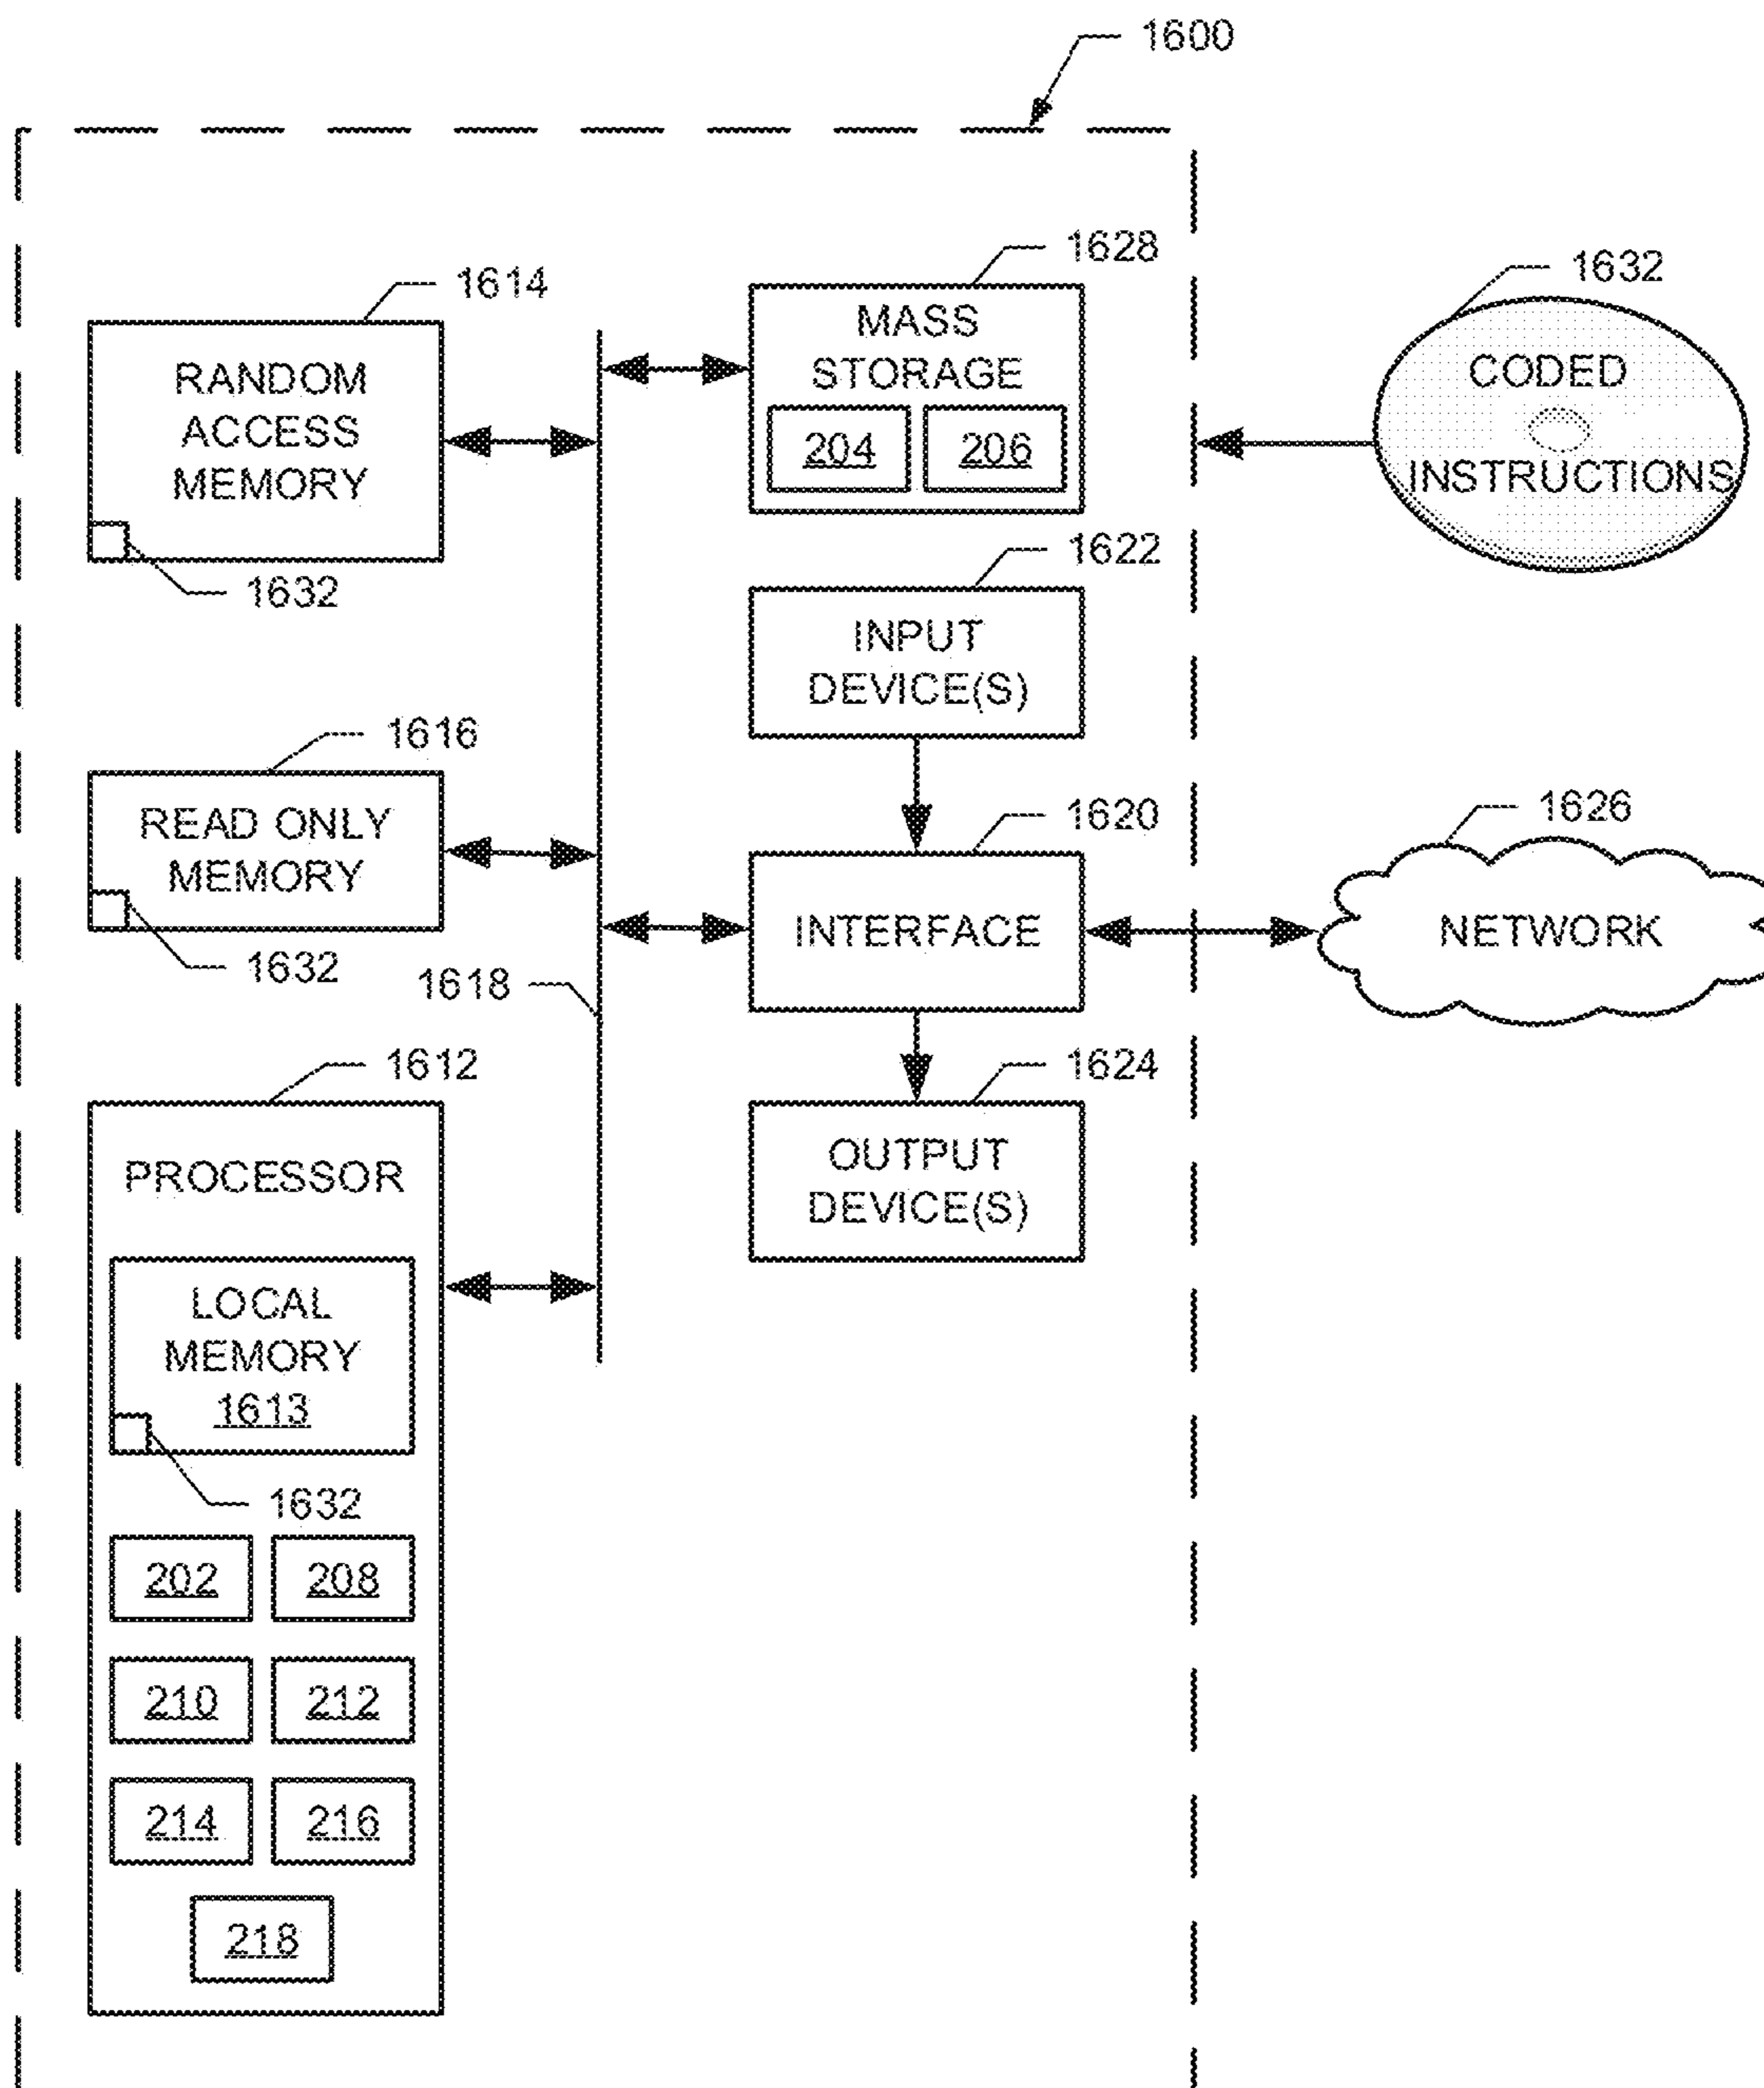 1600
1614
RANDOM
ACCESS
MEMORY
1632
1628
MASS
STORAGE
204 206
1632
CODED
INSTRUCTIONS
1622
INPUT
DEVICE(S)
1616
READ ONLY
MEMORY
1632
1618
1620
INTERFACE
1626
NETWORK
1612
PROCESSOR
LOCAL
MEMORY
1613
1632
202 208
210 212
214 216
218
1624
OUTPUT
DEVICE(S)